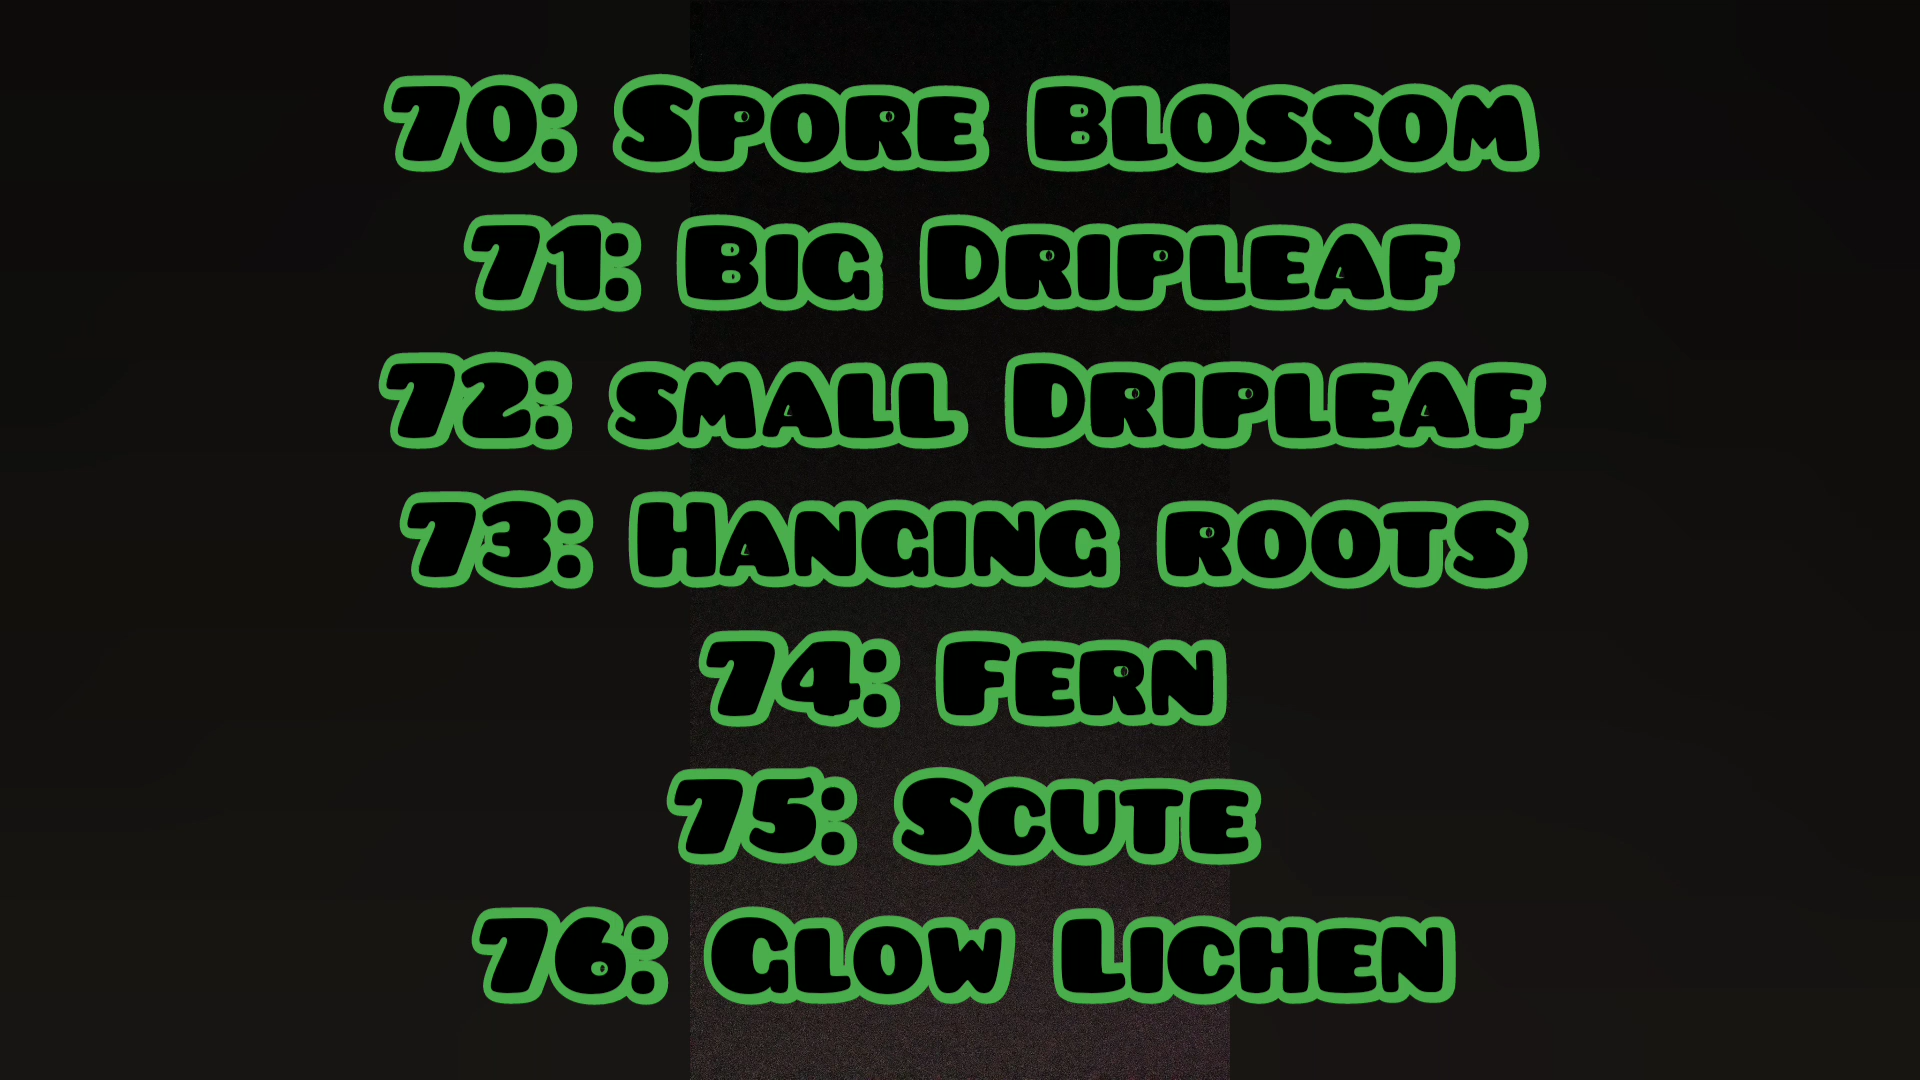 70: Spore Blossom
71: Big Dripleaf
72: small Dripleaf
73: Hanging roots
74: Fern
75: Scute
76: Glow Lichen